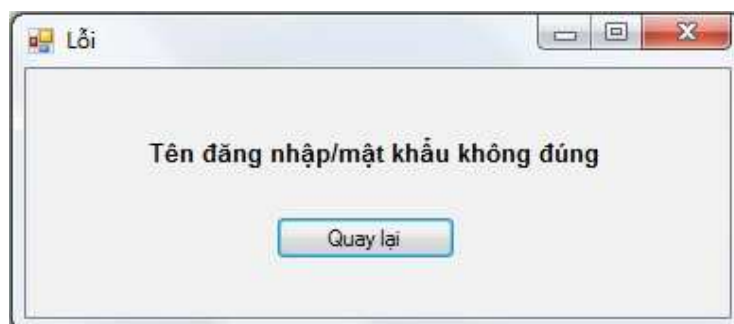 Lỗi
Tên đăng nhập/mật khẩu không đúng
Quay lại